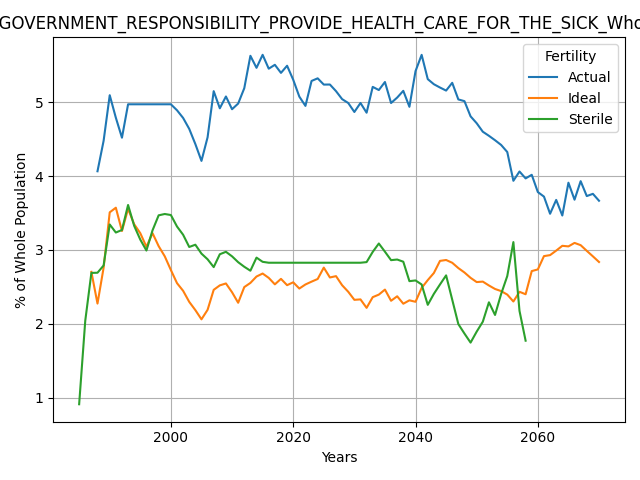 GOVERNMENT_RESPONSIBILITY_PROVIDE_HEALTH_CARE_FOR_THE_SICK_Who
Fertility
Actual
Ideal
Sterile
% of Whole Population
5
4
3
2
1
2000 2020 2040 2060
Years